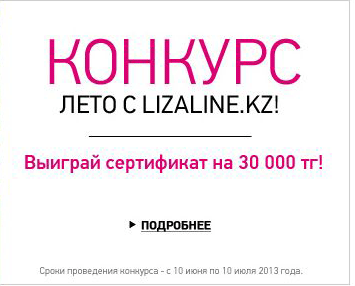 КОНКУРС
ЛЕТО С LIZALINE.KZ!
Выиграй сертификат на 30 000 тг!
ПОДРОБНЕЕ
Сроки проведения конкурса - с 10 июня по 10 июля 2013 года.